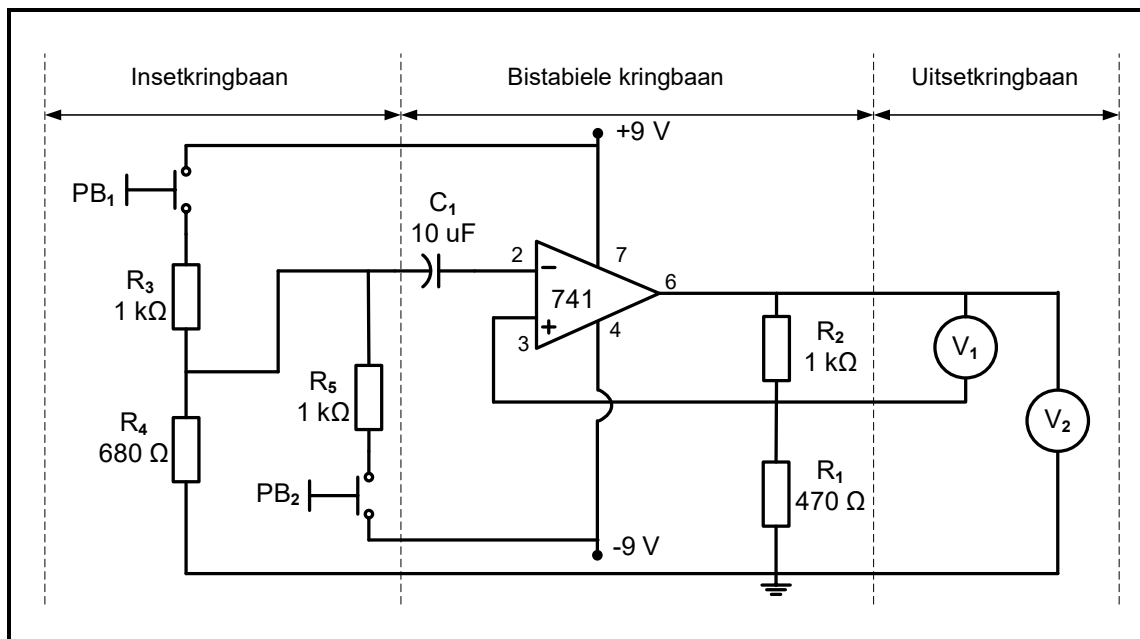 Insetkringbaan
Bistabiele kringbaan
Uitsetkringbaan
+9 V
PB₁
C₁
10 uF
2
7
−
6
741
+
3
4
R₃
1 kΩ
R₂
1 kΩ
V₁
R₅
1 kΩ
R₄
680 Ω
V₂
PB₂
R₁
470 Ω
-9 V